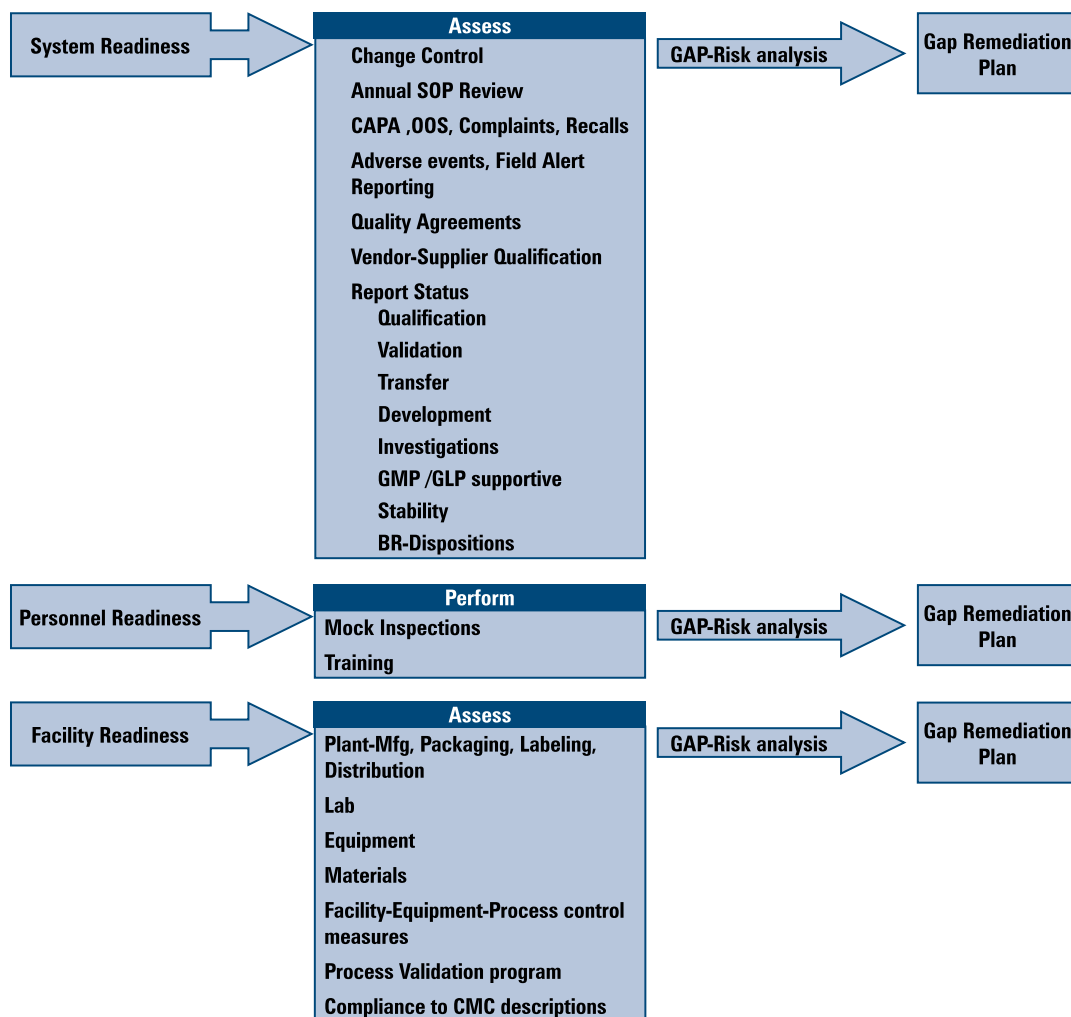 System Readiness
Assess
Change Control
Annual SOP Review
CAPA ,OOS, Complaints, Recalls
Adverse events, Field Alert
Reporting
Quality Agreements
Vendor-Supplier Qualification
Report Status
Qualification
Validation
Transfer
Development
Investigations
GMP /GLP supportive
Stability
BR-Dispositions
GAP-Risk analysis
Gap Remediation
Plan
Personnel Readiness
Perform
Mock Inspections
Training
GAP-Risk analysis
Gap Remediation
Plan
Facility Readiness
Assess
Plant-Mfg, Packaging, Labeling,
Distribution
Lab
Equipment
Materials
Facility-Equipment-Process control
measures
Process Validation program
Compliance to CMC descriptions
GAP-Risk analysis
Gap Remediation
Plan